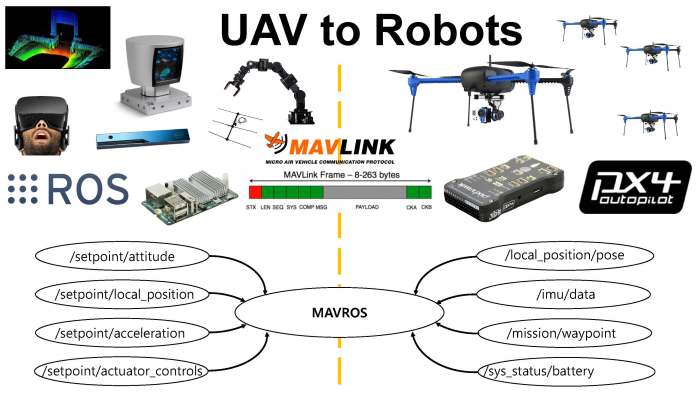 UAV to Robots
MAVLINK
MICRO AIR VEHICLE COMMUNICATION PROTOCOL
MAVLink Frame – 8-263 bytes
STX LEN SEQ SYS COMP MSG PAYLOAD CKA CKB
ROS
px4
autopilot
/setpoint/attitude
/setpoint/local_position
/setpoint/acceleration
/setpoint/actuator_controls
MAVROS
/local_position/pose
/imu/data
/mission/waypoint
/sys_status/battery